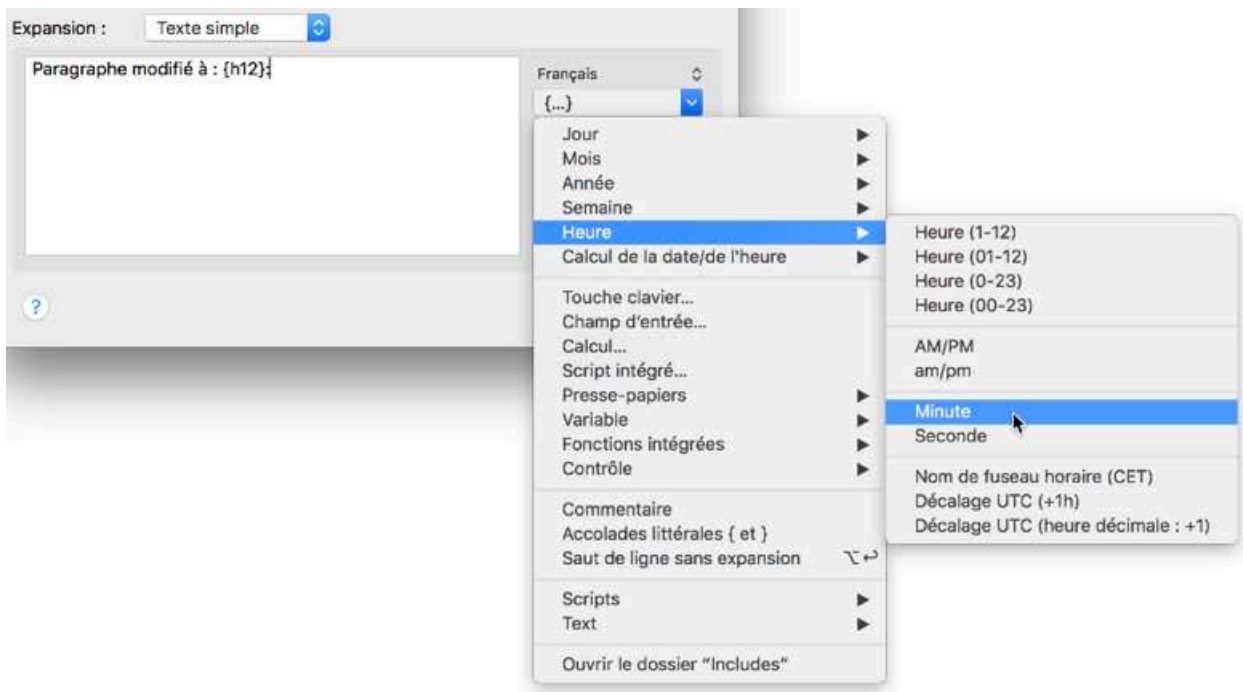 Expansion : Texte simple
Paragraphe modifié à : {h12}:
Français
{...}
Jour
Mois
Année
Semaine
Heure
Calcul de la date/de l'heure
Touche clavier...
Champ d'entrée...
Calcul...
Script intégré...
Presse-papiers
Variable
Fonctions intégrées
Contrôle
Commentaire
Accolades littérales { et }
Saut de ligne sans expansion ⌥↩
Scripts
Text
Ouvrir le dossier "Includes"
Heure (1-12)
Heure (01-12)
Heure (0-23)
Heure (00-23)
AM/PM
am/pm
Minute
Seconde
Nom de fuseau horaire (CET)
Décalage UTC (+1h)
Décalage UTC (heure décimale : +1)
?